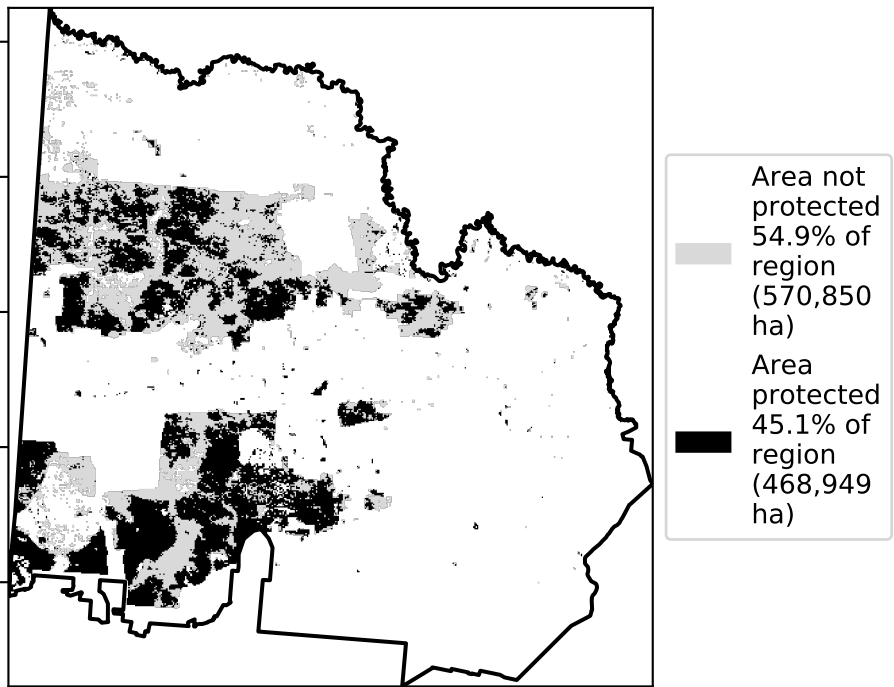 Area not
protected
54.9% of
region
(570,850
ha)
Area
protected
45.1% of
region
(468,949
ha)